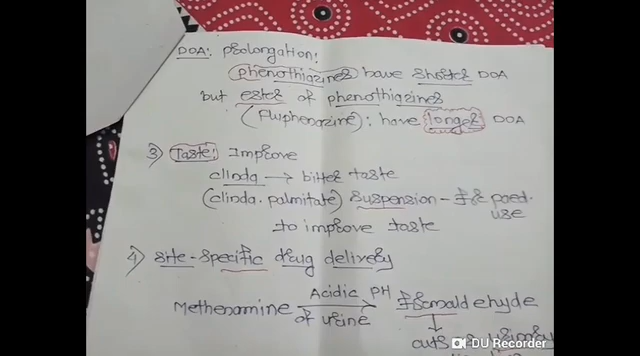 DOA: prolongation:
phenothiazines have shorter DOA
but ester of phenothiazines
(Fluphenazine): have longer DOA
3) Taste: Improve
clinda → bitter taste
(clinda. palmitate) suspension - for paed. use
to improve taste
4) Site-specific drug delivery
Methenamine Acidic PH of urine → formaldehyde
↓
acts
DU Recorder